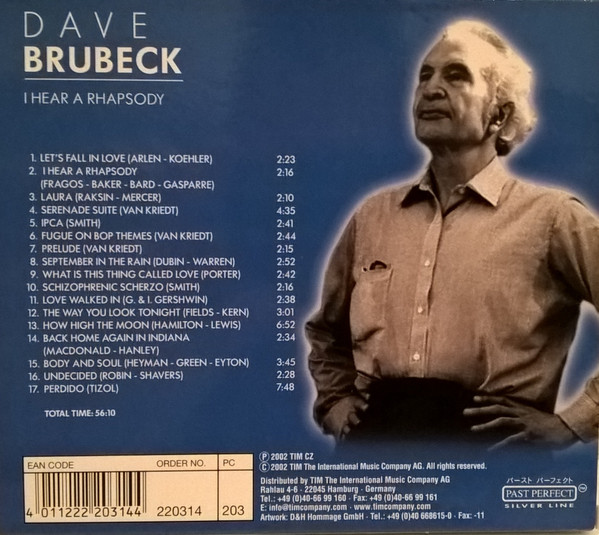 DAVE
BRUBECK
I HEAR A RHAPSODY
1. LET'S FALL IN LOVE (ARLEN - KOEHLER) 2:23
2. I HEAR A RHAPSODY 2:16
(FRAGOS - BAKER - BARD - GASPARRE)
3. LAURA (RAKSIN - MERCER) 2:10
4. SERENADE SUITE (VAN KRIEDT) 4:35
5. IPCA (SMITH) 2:41
6. FUGUE ON BOP THEMES (VAN KRIEDT) 2:44
7. PRELUDE (VAN KRIEDT) 2:15
8. SEPTEMBER IN THE RAIN (DUBIN - WARREN) 2:52
9. WHAT IS THIS THING CALLED LOVE (PORTER) 2:42
10. SCHIZOPHRENIC SCHERZO (SMITH) 2:16
11. LOVE WALKED IN (G. & I. GERSHWIN) 2:38
12. THE WAY YOU LOOK TONIGHT (FIELDS - KERN) 3:01
13. HOW HIGH THE MOON (HAMILTON - LEWIS) 6:52
14. BACK HOME AGAIN IN INDIANA 2:34
(MACDONALD - HANLEY)
15. BODY AND SOUL (HEYMAN - GREEN - EYTON) 3:45
16. UNDECIDED (ROBIN - SHAVERS) 2:28
17. PERDIDO (TIZOL) 7:48
TOTAL TIME: 56:10
EAN CODE ORDER NO. PC
4 011222 203144 220314 203
Ⓟ 2002 TIM CZ
© 2002 TIM The International Music Company AG. All rights reserved.
Distributed by TIM The International Music Company AG
Rahlau 4-6 - 22045 Hamburg - Germany
Tel.: +49 (0)40-66 99 160 - Fax: +49 (0)40-66 99 161
E: info@timcompany.com - www.timcompany.com
Artwork: D&H Hommage GmbH - Tel.: +49 (0)40 668615-0 - Fax: -11
パースト パーフェクト
PAST PERFECT™
SILVER LINE